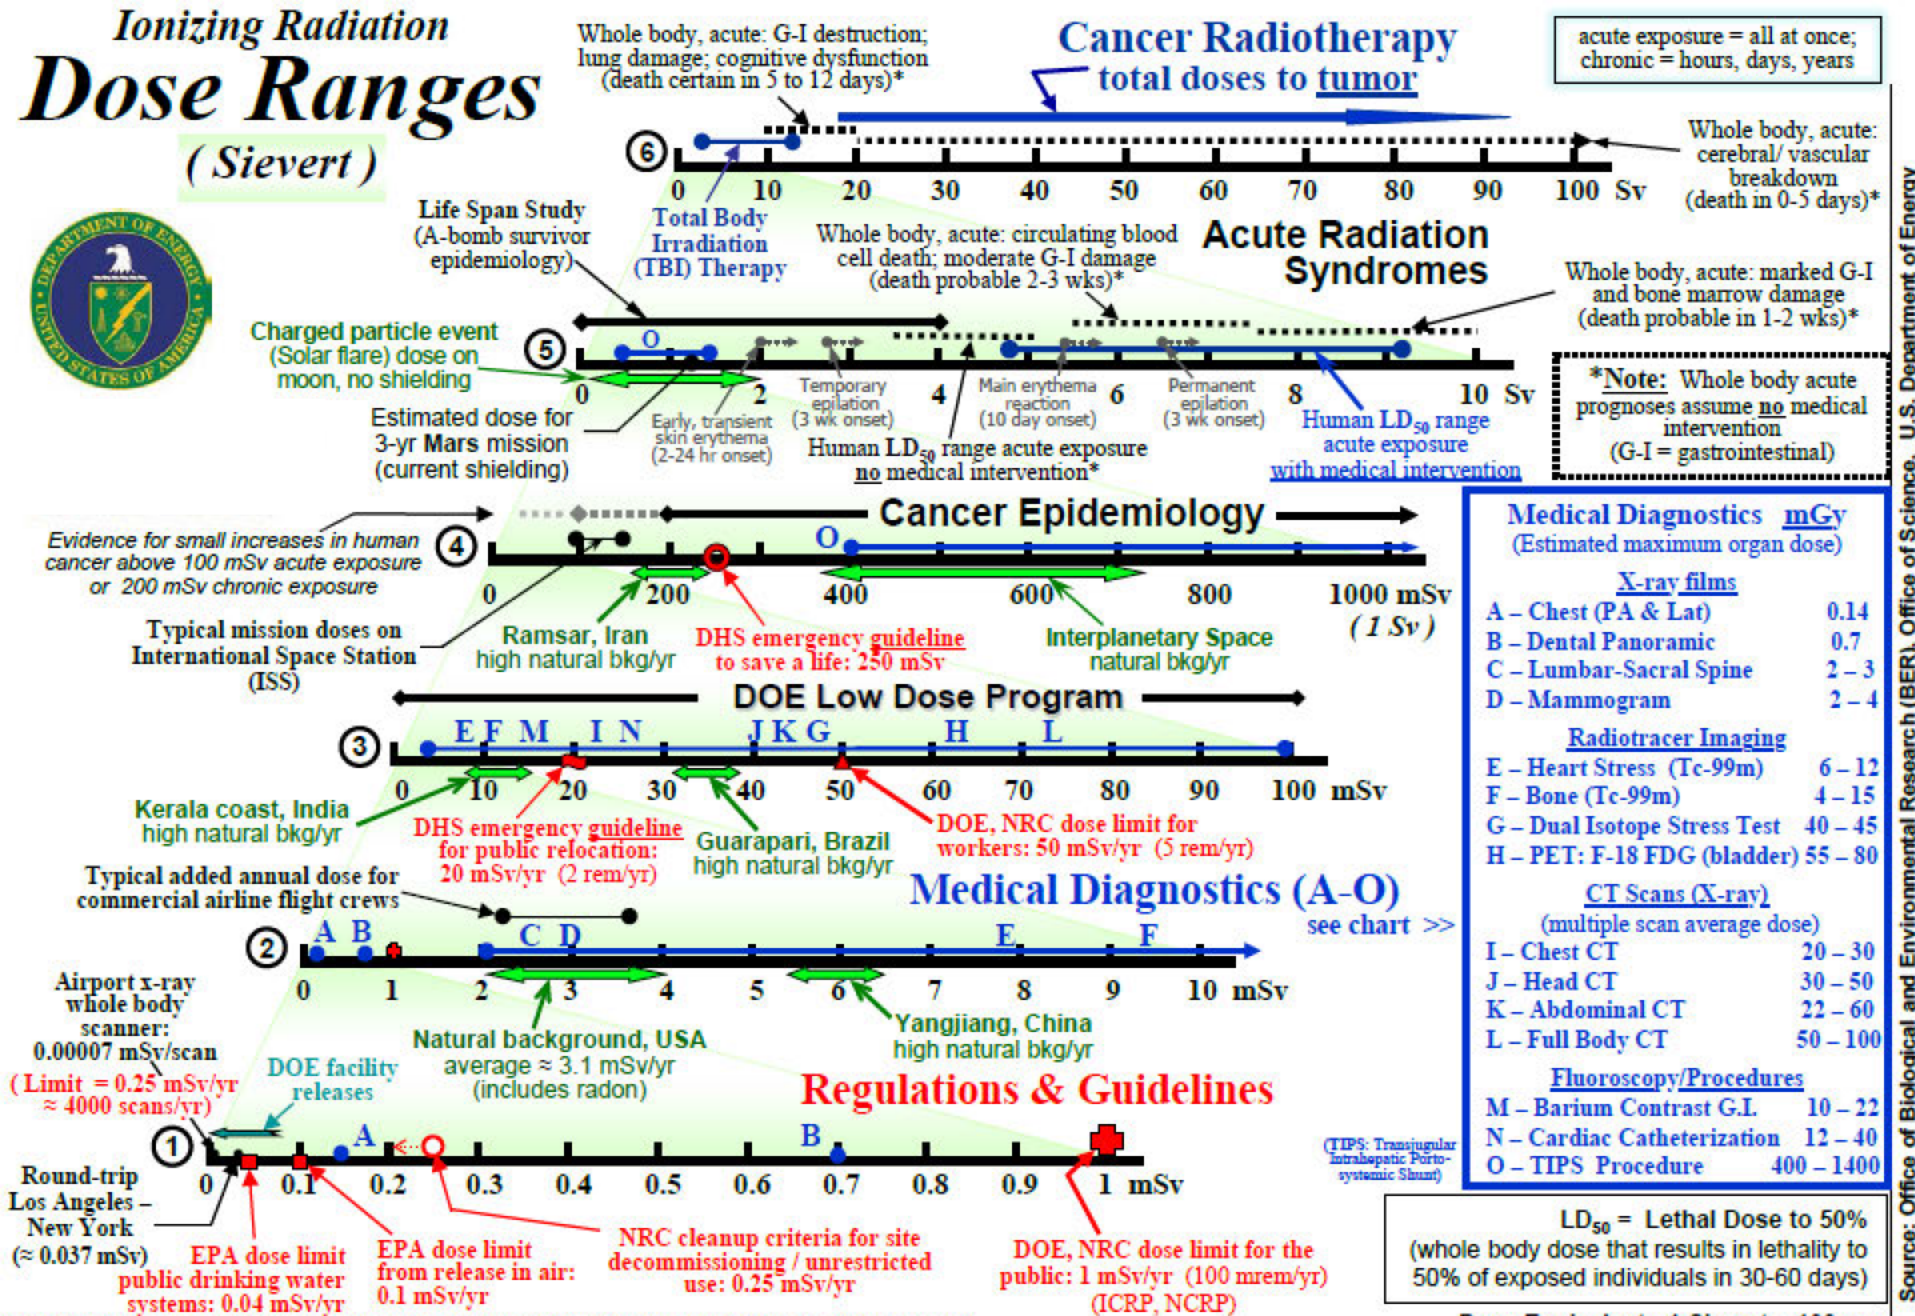 Ionizing Radiation
Dose Ranges
( Sievert )
DEPARTMENT OF ENERGY
UNITED STATES OF AMERICA
Whole body, acute: G-I destruction;
lung damage; cognitive dysfunction
(death certain in 5 to 12 days)*
Cancer Radiotherapy
total doses to tumor
acute exposure = all at once;
chronic = hours, days, years
Whole body, acute:
cerebral/ vascular
breakdown
(death in 0-5 days)*
6
0 10 20 30 40 50 60 70 80 90 100 Sv
Total Body
Irradiation
(TBI) Therapy
Life Span Study
(A-bomb survivor
epidemiology)
Whole body, acute: circulating blood
cell death; moderate G-I damage
(death probable 2-3 wks)*
Acute Radiation
Syndromes
Whole body, acute: marked G-I
and bone marrow damage
(death probable in 1-2 wks)*
Charged particle event
(Solar flare) dose on
moon, no shielding
5
O
0 2 4 6 8 10 Sv
Estimated dose for
3-yr Mars mission
(current shielding)
Early, transient
skin erythema
(2-24 hr onset)
Temporary
epilation
(3 wk onset)
Human LD50 range acute exposure
no medical intervention*
Main erythema
reaction
(10 day onset)
Permanent
epilation
(3 wk onset)
Human LD50 range
acute exposure
with medical intervention
*Note: Whole body acute
prognoses assume no medical
intervention
(G-I = gastrointestinal)
Cancer Epidemiology
Evidence for small increases in human
cancer above 100 mSv acute exposure
or 200 mSv chronic exposure
4
O
0 200 400 600 800 1000 mSv
( 1 Sv )
Typical mission doses on
International Space Station
(ISS)
Ramsar, Iran
high natural bkg/yr
DHS emergency guideline
to save a life: 250 mSv
Interplanetary Space
natural bkg/yr
DOE Low Dose Program
3
E F M I N J K G H L
0 10 20 30 40 50 60 70 80 90 100 mSv
Kerala coast, India
high natural bkg/yr
DHS emergency guideline
for public relocation:
20 mSv/yr (2 rem/yr)
Guarapari, Brazil
high natural bkg/yr
DOE, NRC dose limit for
workers: 50 mSv/yr (5 rem/yr)
Typical added annual dose for
commercial airline flight crews
Medical Diagnostics (A-O)
see chart >>
2
A B C D E F
0 1 2 3 4 5 6 7 8 9 10 mSv
Natural background, USA
average ≈ 3.1 mSv/yr
(includes radon)
Yangjiang, China
high natural bkg/yr
Airport x-ray
whole body
scanner:
0.00007 mSv/scan
( Limit = 0.25 mSv/yr
≈ 4000 scans/yr)
DOE facility
releases
Regulations & Guidelines
1
A B
0 0.1 0.2 0.3 0.4 0.5 0.6 0.7 0.8 0.9 1 mSv
Round-trip
Los Angeles –
New York
(≈ 0.037 mSv)
EPA dose limit
public drinking water
systems: 0.04 mSv/yr
EPA dose limit
from release in air:
0.1 mSv/yr
NRC cleanup criteria for site
decommissioning / unrestricted
use: 0.25 mSv/yr
DOE, NRC dose limit for the
public: 1 mSv/yr (100 mrem/yr)
(ICRP, NCRP)
(TIPS: Transjugular
Intrahepatic Porto-
systemic Shunt)
Medical Diagnostics mGy
(Estimated maximum organ dose)
X-ray films
A – Chest (PA & Lat) 0.14
B – Dental Panoramic 0.7
C – Lumbar-Sacral Spine 2 – 3
D – Mammogram 2 – 4
Radiotracer Imaging
E – Heart Stress (Tc-99m) 6 – 12
F – Bone (Tc-99m) 4 – 15
G – Dual Isotope Stress Test 40 – 45
H – PET: F-18 FDG (bladder) 55 – 80
CT Scans (X-ray)
(multiple scan average dose)
I – Chest CT 20 – 30
J – Head CT 30 – 50
K – Abdominal CT 22 – 60
L – Full Body CT 50 – 100
Fluoroscopy/Procedures
M – Barium Contrast G.I. 10 – 22
N – Cardiac Catheterization 12 – 40
O – TIPS Procedure 400 – 1400
LD50 = Lethal Dose to 50%
(whole body dose that results in lethality to
50% of exposed individuals in 30-60 days)
Source: Office of Biological and Environmental Research (BER), Office of Science, U.S. Department of Energy